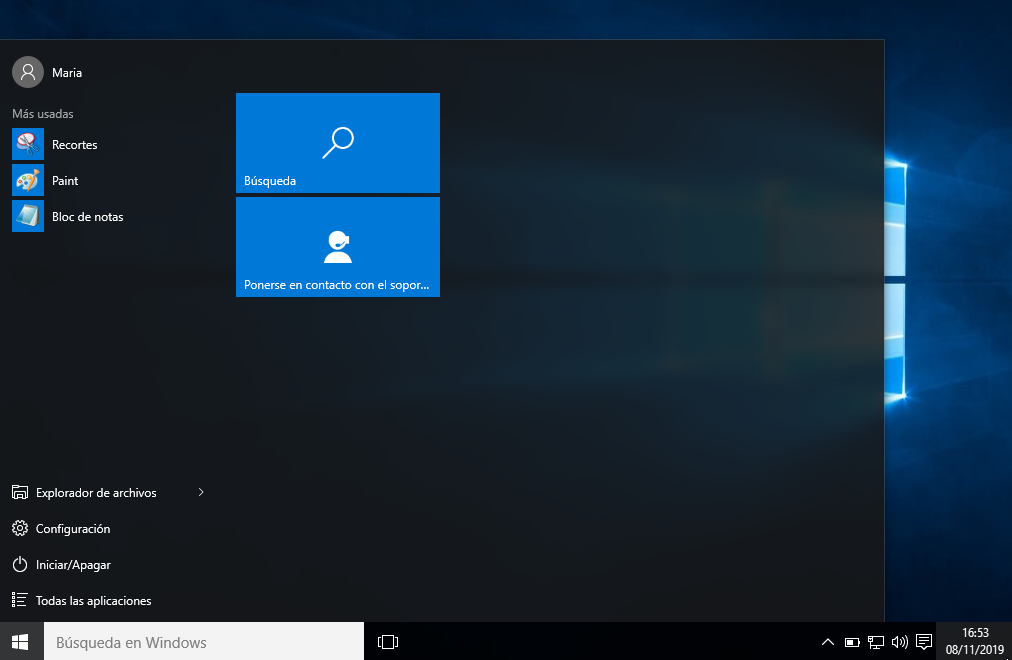 Maria
Más usadas
Recortes
Paint
Bloc de notas
Búsqueda
Ponerse en contacto con el sopor...
Explorador de archivos
Configuración
Iniciar/Apagar
Todas las aplicaciones
Búsqueda en Windows
16:53
08/11/2019